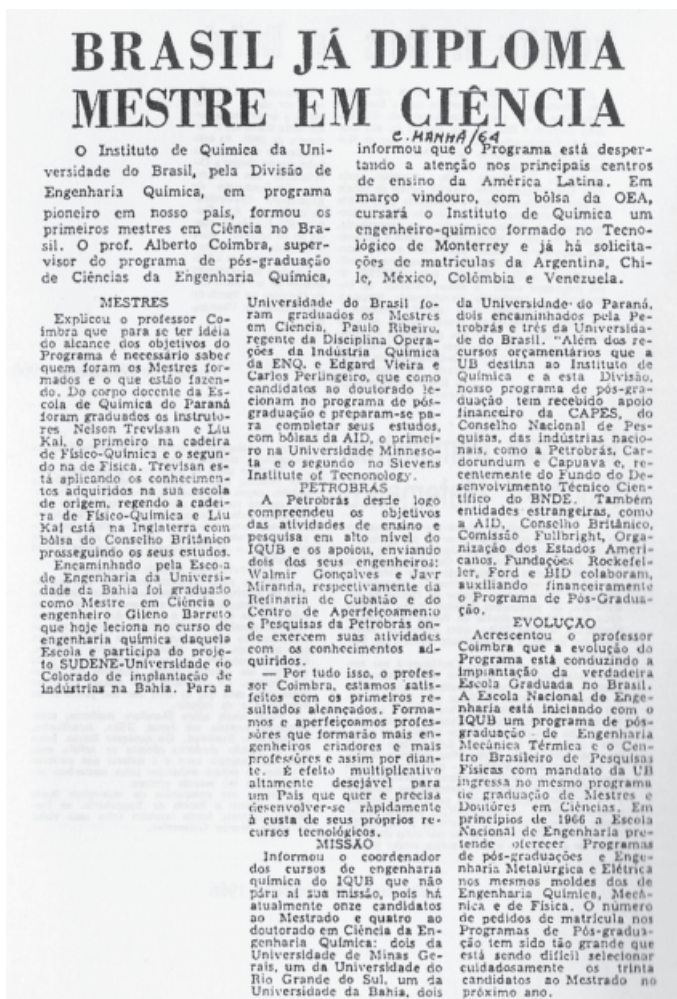 BRASIL JÁ DIPLOMA
MESTRE EM CIÊNCIA
C. MANHÃ/64
O Instituto de Química da Uni-
versidade do Brasil, pela Divisão de
Engenharia Química, em programa
pioneiro em nosso país, formou os
primeiros mestres em Ciência no Bra-
sil. O prof. Alberto Coimbra, super-
visor do programa de pós-graduação
de Ciências da Engenharia Química,
informou que o Programa está desper-
tando a atenção nos principais centros
de ensino da América Latina. Em
março vindouro, com bôlsa da OEA,
cursará o Instituto de Química um
engenheiro-químico formado no Tecno-
lógico de Monterrey e já há solicita-
ções de matrículas da Argentina, Chi-
le, México, Colômbia e Venezuela.
MESTRES
Explicou o professor Co-
imbra que para se ter idéia
do alcance dos objetivos do
Programa é necessário saber
quem foram os Mestres for-
mados e o que estão fazen-
do. Do corpo docente da Es-
cola de Química do Paraná
foram graduados os instruto-
res Nelson Trevisan e Liu
Kai, o primeiro na cadeira
de Físico-Química e o segun-
do na de Física. Trevisan es-
tá aplicando os conhecimen-
tos adquiridos na sua escola
de origem, regendo a cadei-
ra de Físico-Química e Liu
Kai está na Inglaterra com
bôlsa do Conselho Britânico
prosseguindo os seus estudos.
Encaminhado pela Escola
de Engenharia da Universi-
dade da Bahia foi graduado
como Mestre em Ciência o
engenheiro Gileno Barreto
que hoje leciona no curso de
engenharia química daquela
Escola e participa do proje-
to SUDENE-Universidade do
Colorado de implantação de
indústrias na Bahia. Para a
Universidade do Brasil fo-
ram graduados os Mestres
em Ciência, Paulo Ribeiro,
regente da Disciplina Opera-
ções da Indústria Química
da ENQ. e Edgard Vieira e
Carlos Perlingeiro, que como
candidatos ao doutorado le-
cionam no programa de pós-
graduação e preparam-se pa-
ra completar seus estudos,
com bôlsas da AID, o primei-
ro na Universidade Minneso-
ta e o segundo no Stevens
Institute of Tecnonology.
PETROBRÁS
A Petrobrás desde logo
compreendeu os objetivos
das atividades de ensino e
pesquisa em alto nível do
IQUB e os apoiou, enviando
dois dos seus engenheiros:
Walmir Gonçalves e Jayr
Miranda, respectivamente da
Refinaria de Cubatão e do
Centro de Aperfeiçoamento
e Pesquisas da Petrobrás on-
de exercem suas atividades
com os conhecimentos ad-
quiridos.
— Por tudo isso, o profes-
sor Coimbra, estamos satis-
feitos com os primeiros re-
sultados alcançados. Forma-
mos e aperfeiçoamos profes-
sôres que formarão mais en-
genheiros criadores e mais
professôres e assim por dian-
te. É efeito multiplicativo
altamente desejável para
um País que quer e precisa
desenvolver-se ràpidamente
à custa de seus próprios re-
cursos tecnológicos.
MISSÃO
Informou o coordenador
dos cursos de engenharia
química do IQUB que não
pára aí sua missão, pois há
atualmente onze candidatos
ao Mestrado e quatro ao
doutorado em Ciência da En-
genharia Química: dois da
Universidade de Minas Ge-
rais, um da Universidade do
Rio Grande do Sul, um da
Universidade da Bahia, dois
da Universidade do Paraná,
dois encaminhados pela Pe-
trobrás e três da Universida-
de do Brasil. "Além dos re-
cursos orçamentários que a
UB destina ao Instituto de
Química e a esta Divisão,
nosso programa de pós-gra-
duação tem recebido apoio
financeiro da CAPES, do
Conselho Nacional de Pes-
quisas, das indústrias nacio-
nais, como a Petrobrás, Car-
dorundum e Capuava e, re-
centemente do Fundo do De-
senvolvimento Técnico Cien-
tífico do BNDE. Também
entidades estrangeiras, como
a AID, Conselho Britânico,
Comissão Fullbright, Orga-
nização dos Estados Ameri-
canos, Fundações Rockefel-
ler, Ford e BID colaboram,
auxiliando financeiramente
o Programa de Pós-Gradua-
ção.
EVOLUÇÃO
Acrescentou o professor
Coimbra que a evolução do
Programa está conduzindo a
implantação da verdadeira
Escola Graduada no Brasil.
A Escola Nacional de Enge-
nharia está iniciando com o
IQUB um programa de pós-
graduação de Engenharia
Mecânica Térmica e o Cen-
tro Brasileiro de Pesquisas
Físicas com mandato da UB
ingressa no mesmo programa
de graduação de Mestres e
Doutôres em Ciências. Em
princípios de 1966 a Escola
Nacional de Engenharia pre-
tende oferecer Programas
de pós-graduações e Enge-
nharia Metalúrgica e Elétrica
nos mesmos moldes dos de
Engenharia Química, Mecâ-
nica e de Física. O número
de pedidos de matrícula nos
Programas de Pós-gradua-
ção tem sido tão grande que
está sendo difícil selecionar
cuidadosamente os trinta
candidatos ao Mestrado no
próximo ano.